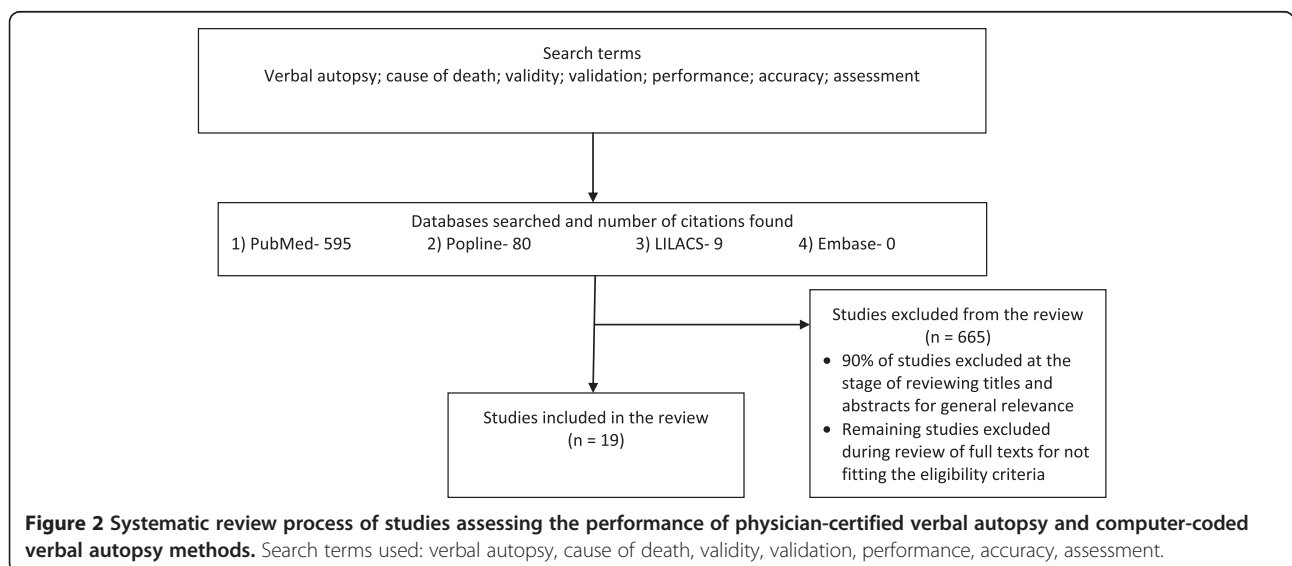 Search terms
Verbal autopsy; cause of death; validity; validation; performance; accuracy; assessment
Databases searched and number of citations found
1) PubMed- 595 2) Popline- 80 3) LILACS- 9 4) Embase- 0
Studies excluded from the review
(n = 665)
• 90% of studies excluded at the
stage of reviewing titles and
abstracts for general relevance
• Remaining studies excluded
during review of full texts for not
fitting the eligibility criteria
Studies included in the review
(n = 19)
Figure 2 Systematic review process of studies assessing the performance of physician-certified verbal autopsy and computer-coded
verbal autopsy methods. Search terms used: verbal autopsy, cause of death, validity, validation, performance, accuracy, assessment.